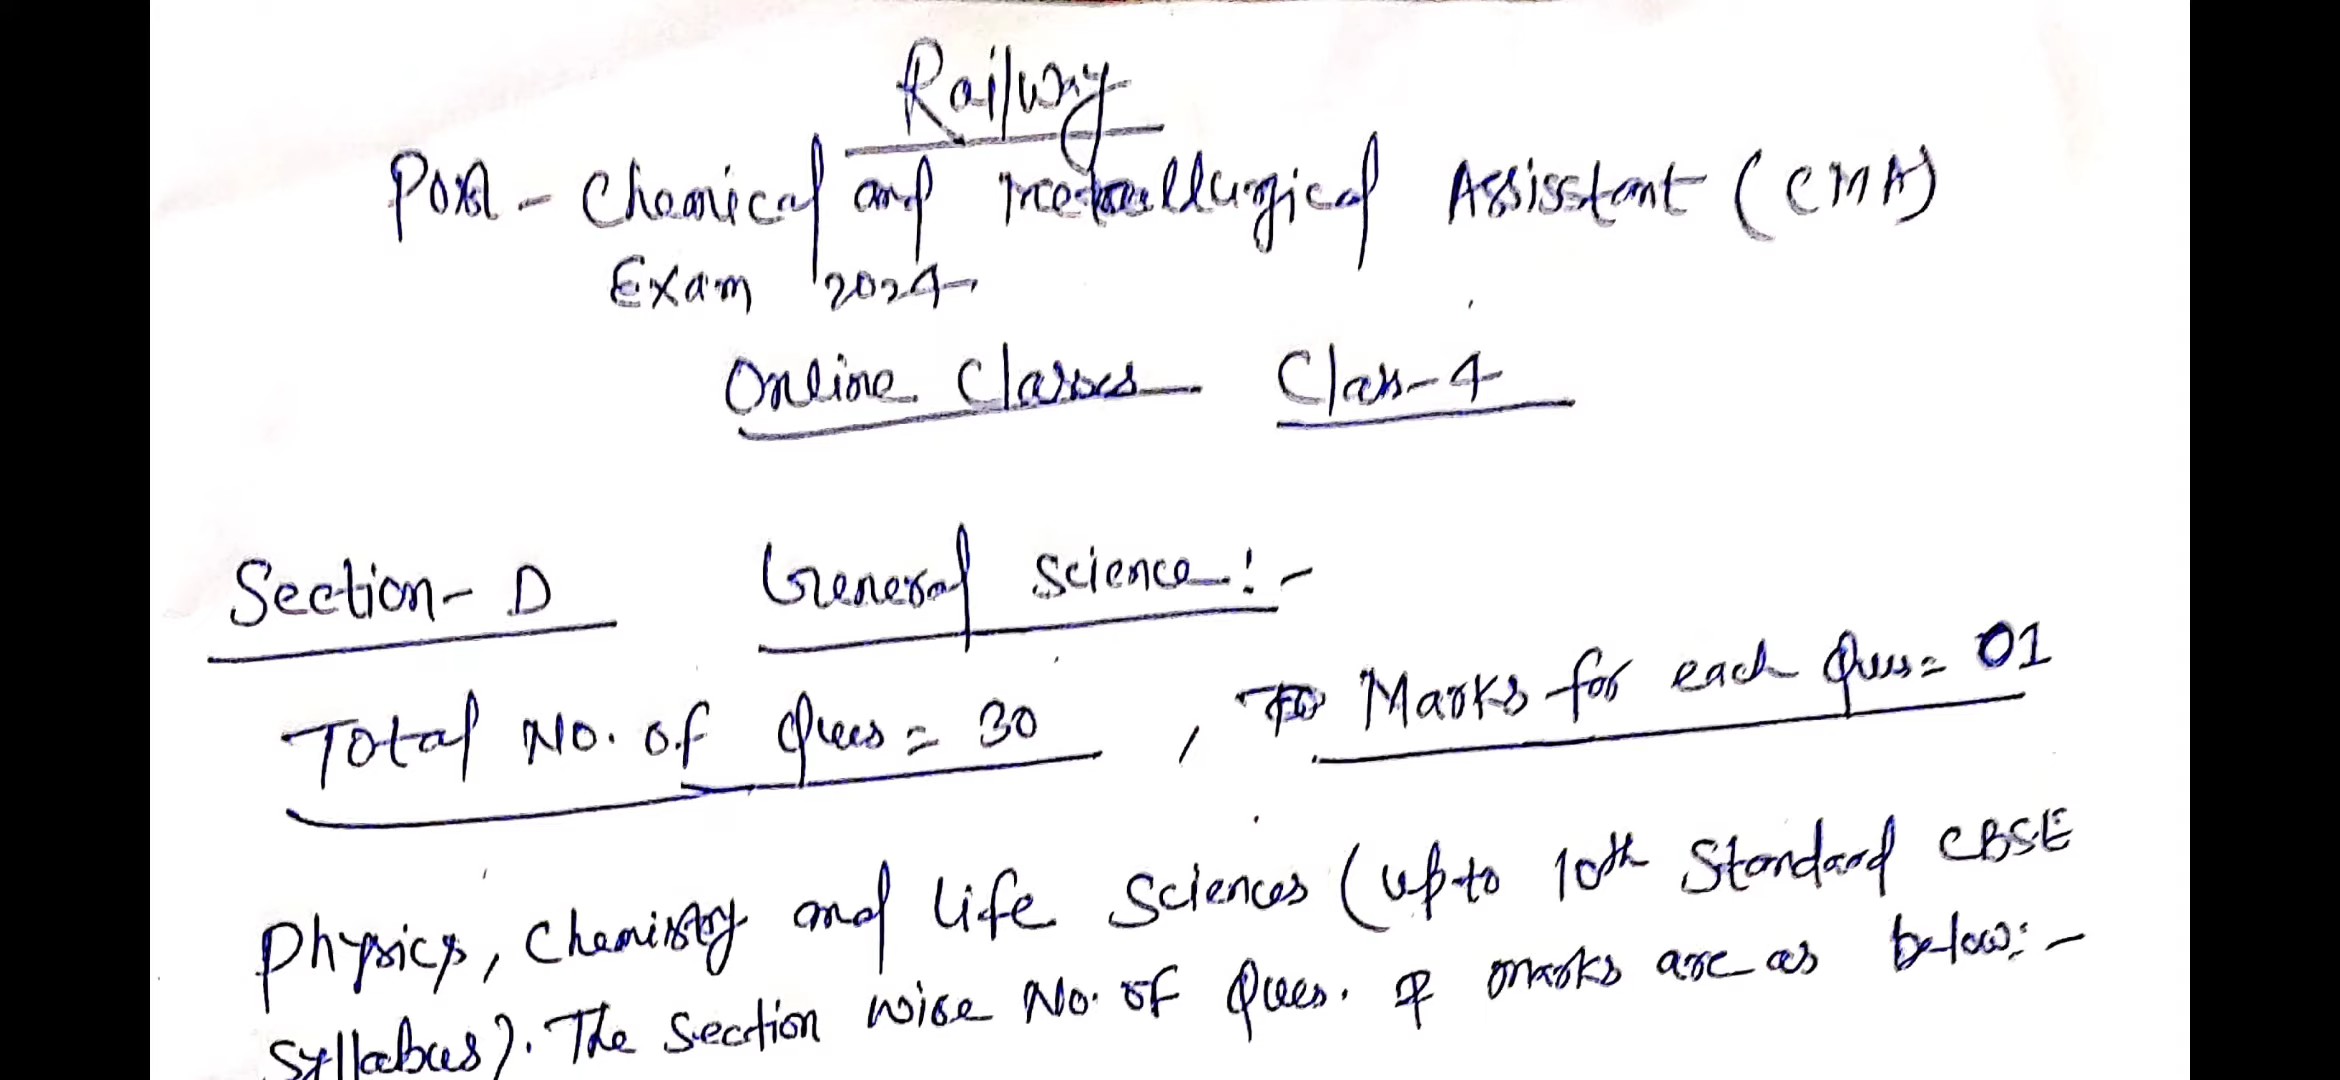 Railway
Post - Chemical and Metallurgical Assisstant (CMA)
Exam 2024
Online Classes Class-4
Section- D General Science:-
Total No. of Ques = 30 , Marks for each Ques = 01
Physics, Chemistry and Life Sciences (upto 10th Standard CBSE
Syllabus). The Section wise No. of Ques. & marks are as below:-